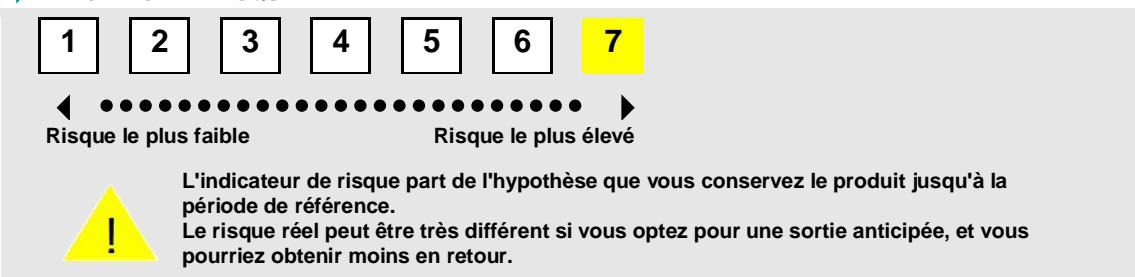 1 2 3 4 5 6 7
Risque le plus faible Risque le plus élevé
L'indicateur de risque part de l'hypothèse que vous conservez le produit jusqu'à la
période de référence.
Le risque réel peut être très différent si vous optez pour une sortie anticipée, et vous
pourriez obtenir moins en retour.
!